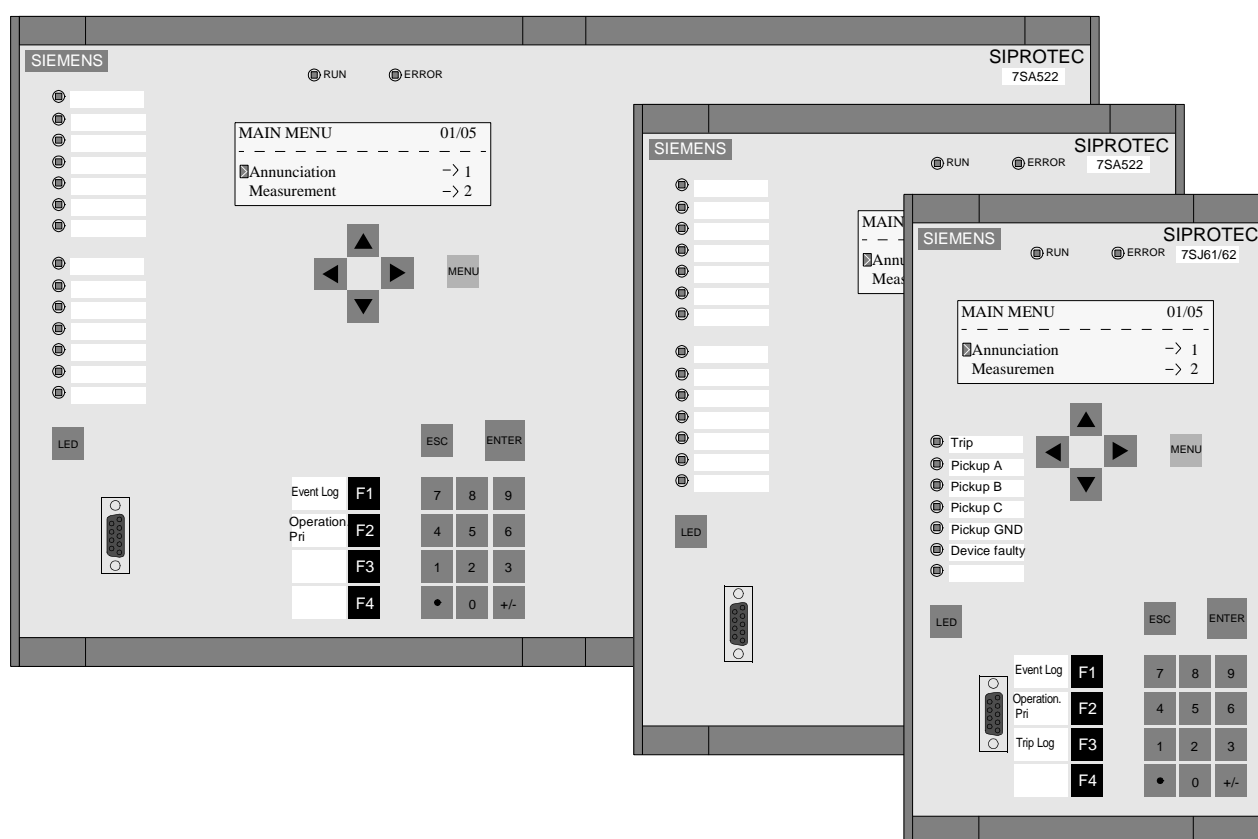 SIEMENS
RUN
ERROR
SIPROTEC
7SA522
MAIN MENU 01/05
Annunciation –> 1
Measurement –> 2
MENU
LED
ESC
ENTER
Event Log F1
7 8 9
Operation.
Pri
F2
4 5 6
F3
1 2 3
F4
• 0 +/-
SIEMENS
RUN
ERROR
SIPROTEC
7SA522
MAIN
Annu
Meas
LED
SIEMENS
RUN
ERROR
SIPROTEC
7SJ61/62
MAIN MENU 01/05
Annunciation –> 1
Measuremen –> 2
MENU
Trip
Pickup A
Pickup B
Pickup C
Pickup GND
Device faulty
LED
ESC
ENTER
Event Log F1
7 8 9
Operation.
Pri
F2
4 5 6
Trip Log F3
1 2 3
F4
• 0 +/-